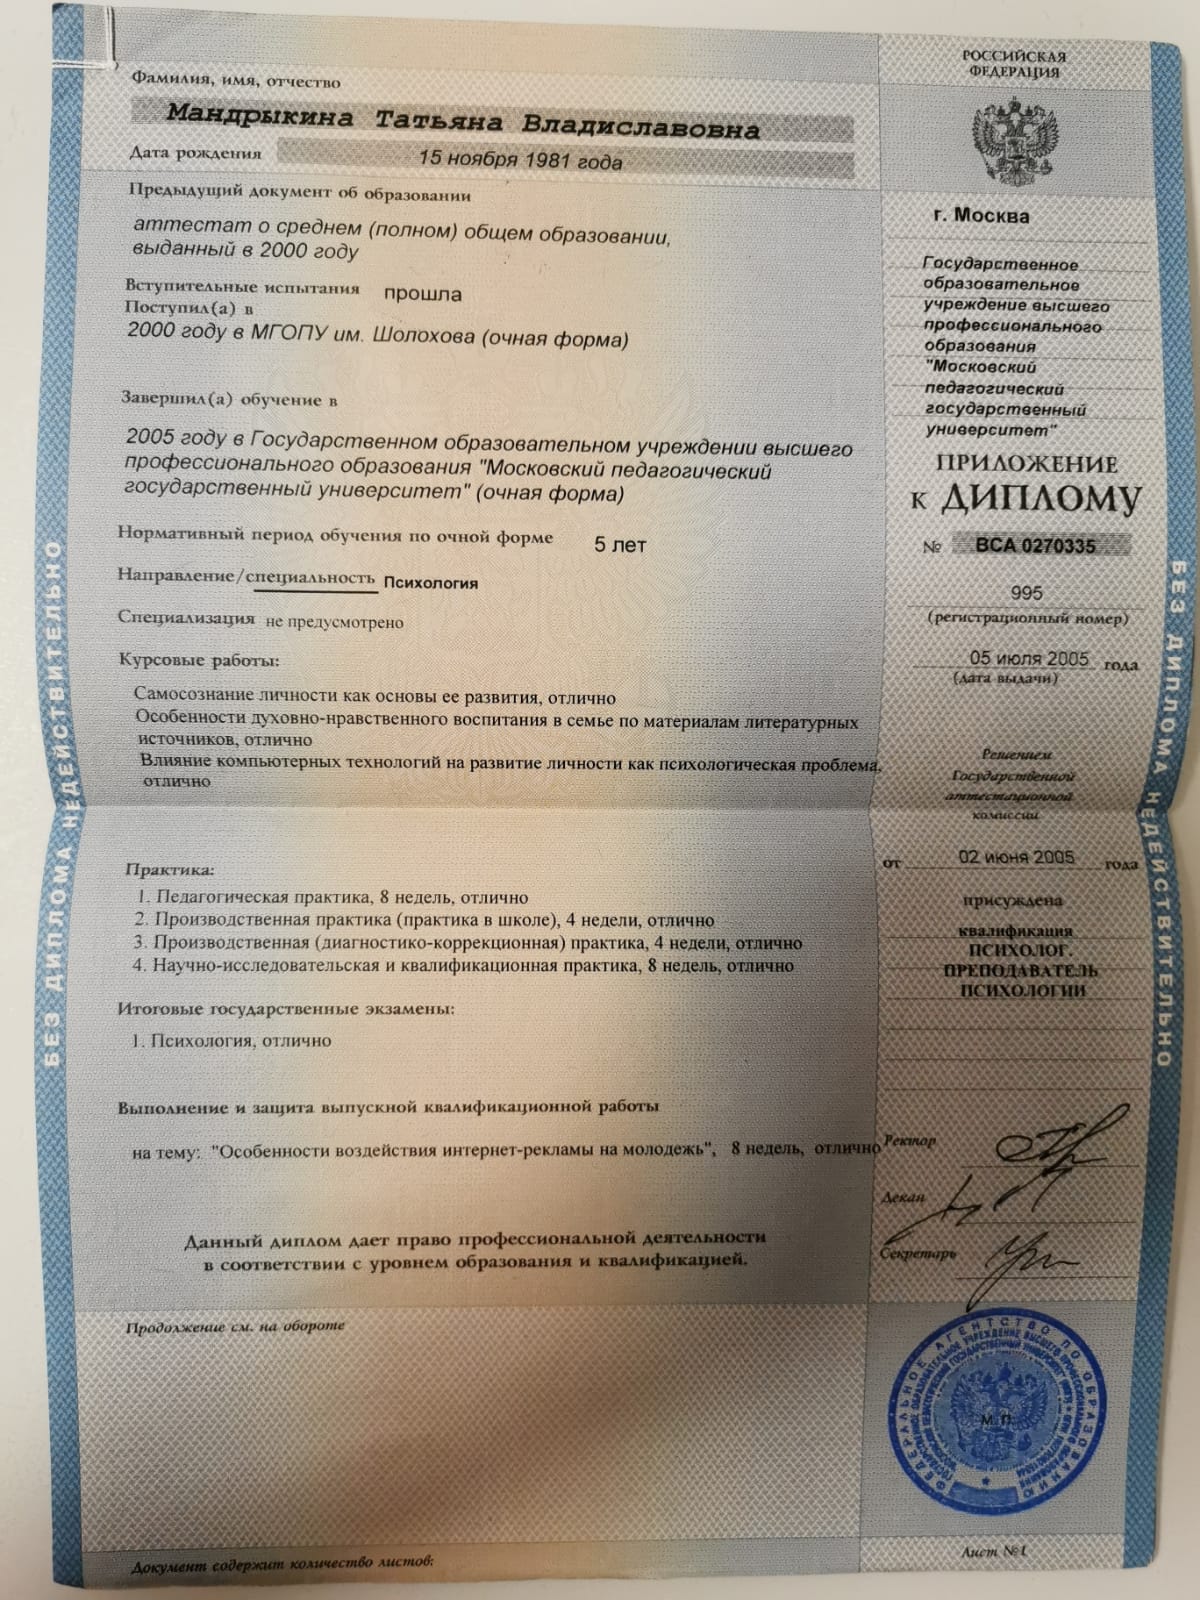 Фамилия, имя, отчество
Мандрыкина Татьяна Владиславовна
Дата рождения 15 ноября 1981 года
Предыдущий документ об образовании
аттестат о среднем (полном) общем образовании,
выданный в 2000 году
Вступительные испытания прошла
Поступил(а) в
2000 году в МГОПУ им. Шолохова (очная форма)
Завершил(а) обучение в
2005 году в Государственном образовательном учреждении высшего
профессионального образования "Московский педагогический
государственный университет" (очная форма)
Нормативный период обучения по очной форме 5 лет
Направление/специальность Психология
Специализация не предусмотрено
Курсовые работы:
Самосознание личности как основы ее развития, отлично
Особенности духовно-нравственного воспитания в семье по материалам литературных
источников, отлично
Влияние компьютерных технологий на развитие личности как психологическая проблема,
отлично
Практика:
1. Педагогическая практика, 8 недель, отлично
2. Производственная практика (практика в школе), 4 недели, отлично
3. Производственная (диагностико-коррекционная) практика, 4 недели, отлично
4. Научно-исследовательская и квалификационная практика, 8 недель, отлично
Итоговые государственные экзамены:
1. Психология, отлично
Выполнение и защита выпускной квалификационной работы
на тему: "Особенности воздействия интернет-рекламы на молодежь", 8 недель, отлично
Данный диплом дает право профессиональной деятельности
в соответствии с уровнем образования и квалификацией.
Продолжение см. на обороте
Документ содержит количество листов:
РОССИЙСКАЯ
ФЕДЕРАЦИЯ
г. Москва
Государственное
образовательное
учреждение высшего
профессионального
образования
"Московский
педагогический
государственный
университет"
ПРИЛОЖЕНИЕ
к ДИПЛОМУ
№ ВСА 0270335
995
(регистрационный номер)
05 июля 2005 года
(дата выдачи)
Решением
Государственной
аттестационной
комиссии
от 02 июня 2005 года
присуждена
квалификация
ПСИХОЛОГ.
ПРЕПОДАВАТЕЛЬ
ПСИХОЛОГИИ
Ректор
Декан
Секретарь
ФЕДЕРАЛЬНОЕ АГЕНТСТВО ПО ОБРАЗОВАНИЮ
М.П.
Лист №1
БЕЗ ДИПЛОМА НЕДЕЙСТВИТЕЛЬНО
БЕЗ ДИПЛОМА НЕДЕЙСТВИТЕЛЬНО